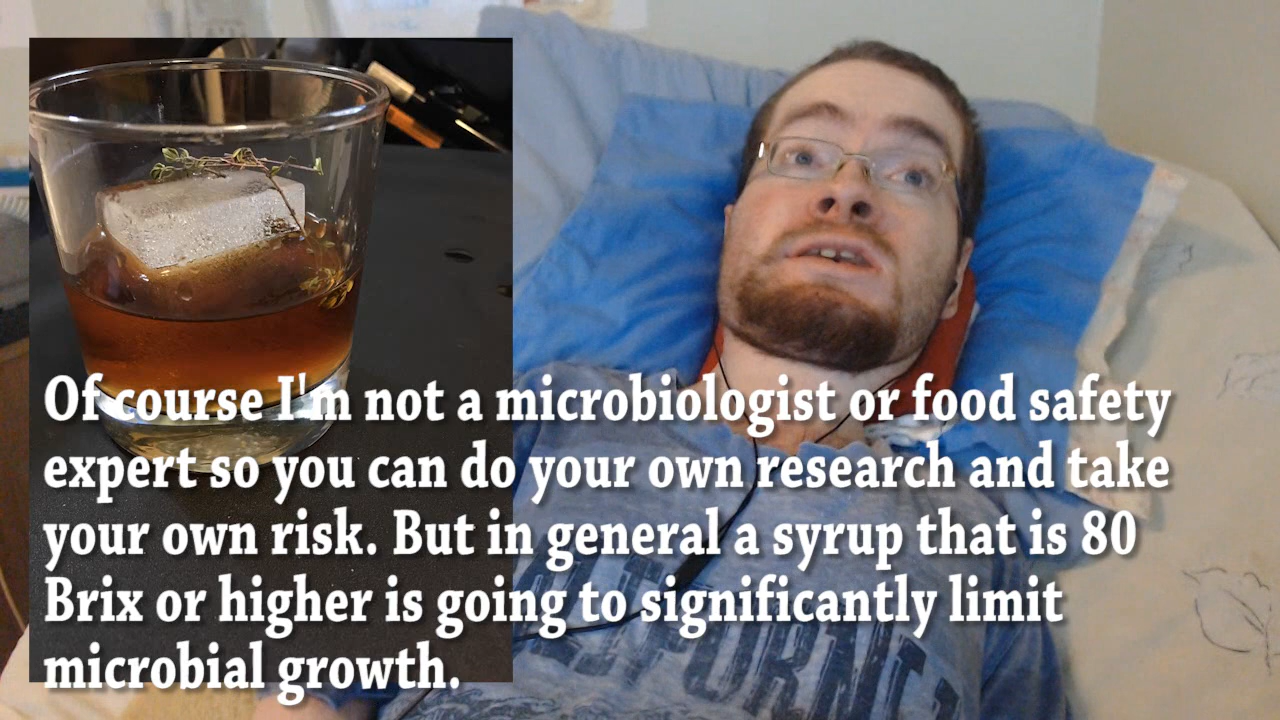 Of course I'm not a microbiologist or food safety
expert so you can do your own research and take
your own risk. But in general a syrup that is 80
Brix or higher is going to significantly limit
microbial growth.